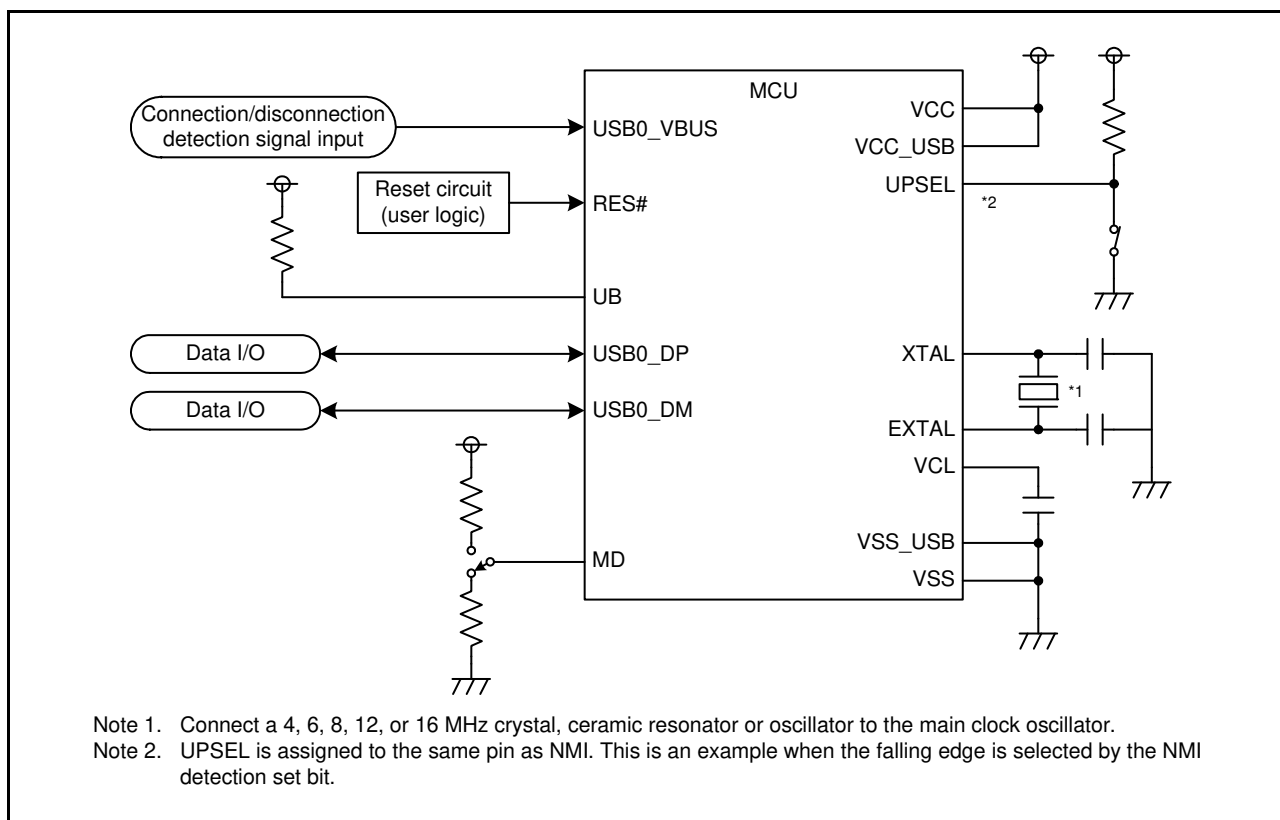 MCU
Connection/disconnection
detection signal input
USB0_VBUS
Reset circuit
(user logic)
RES#
UB
Data I/O
USB0_DP
Data I/O
USB0_DM
MD
VCC
VCC_USB
UPSEL
*2
XTAL
*1
EXTAL
VCL
VSS_USB
VSS
Note 1. Connect a 4, 6, 8, 12, or 16 MHz crystal, ceramic resonator or oscillator to the main clock oscillator.
Note 2. UPSEL is assigned to the same pin as NMI. This is an example when the falling edge is selected by the NMI
detection set bit.